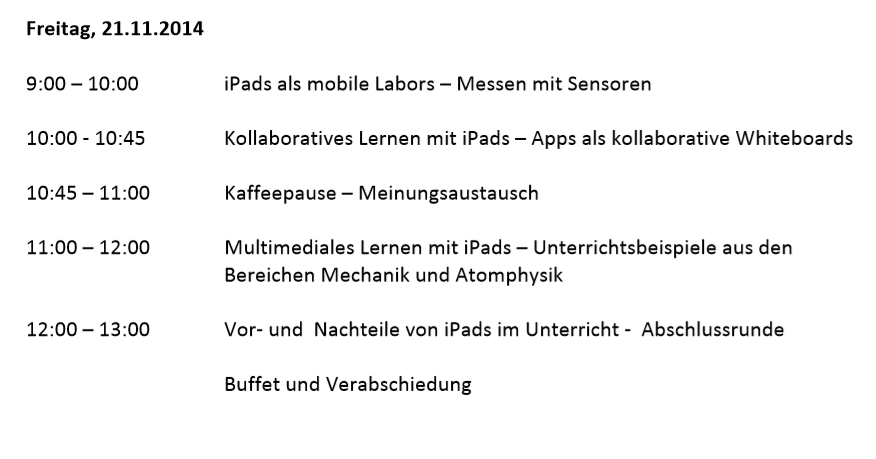 Freitag, 21.11.2014
9:00 – 10:00 iPads als mobile Labors – Messen mit Sensoren
10:00 - 10:45 Kollaboratives Lernen mit iPads – Apps als kollaborative Whiteboards
10:45 – 11:00 Kaffeepause – Meinungsaustausch
11:00 – 12:00 Multimediales Lernen mit iPads – Unterrichtsbeispiele aus den
Bereichen Mechanik und Atomphysik
12:00 – 13:00 Vor- und  Nachteile von iPads im Unterricht -  Abschlussrunde
Buffet und Verabschiedung